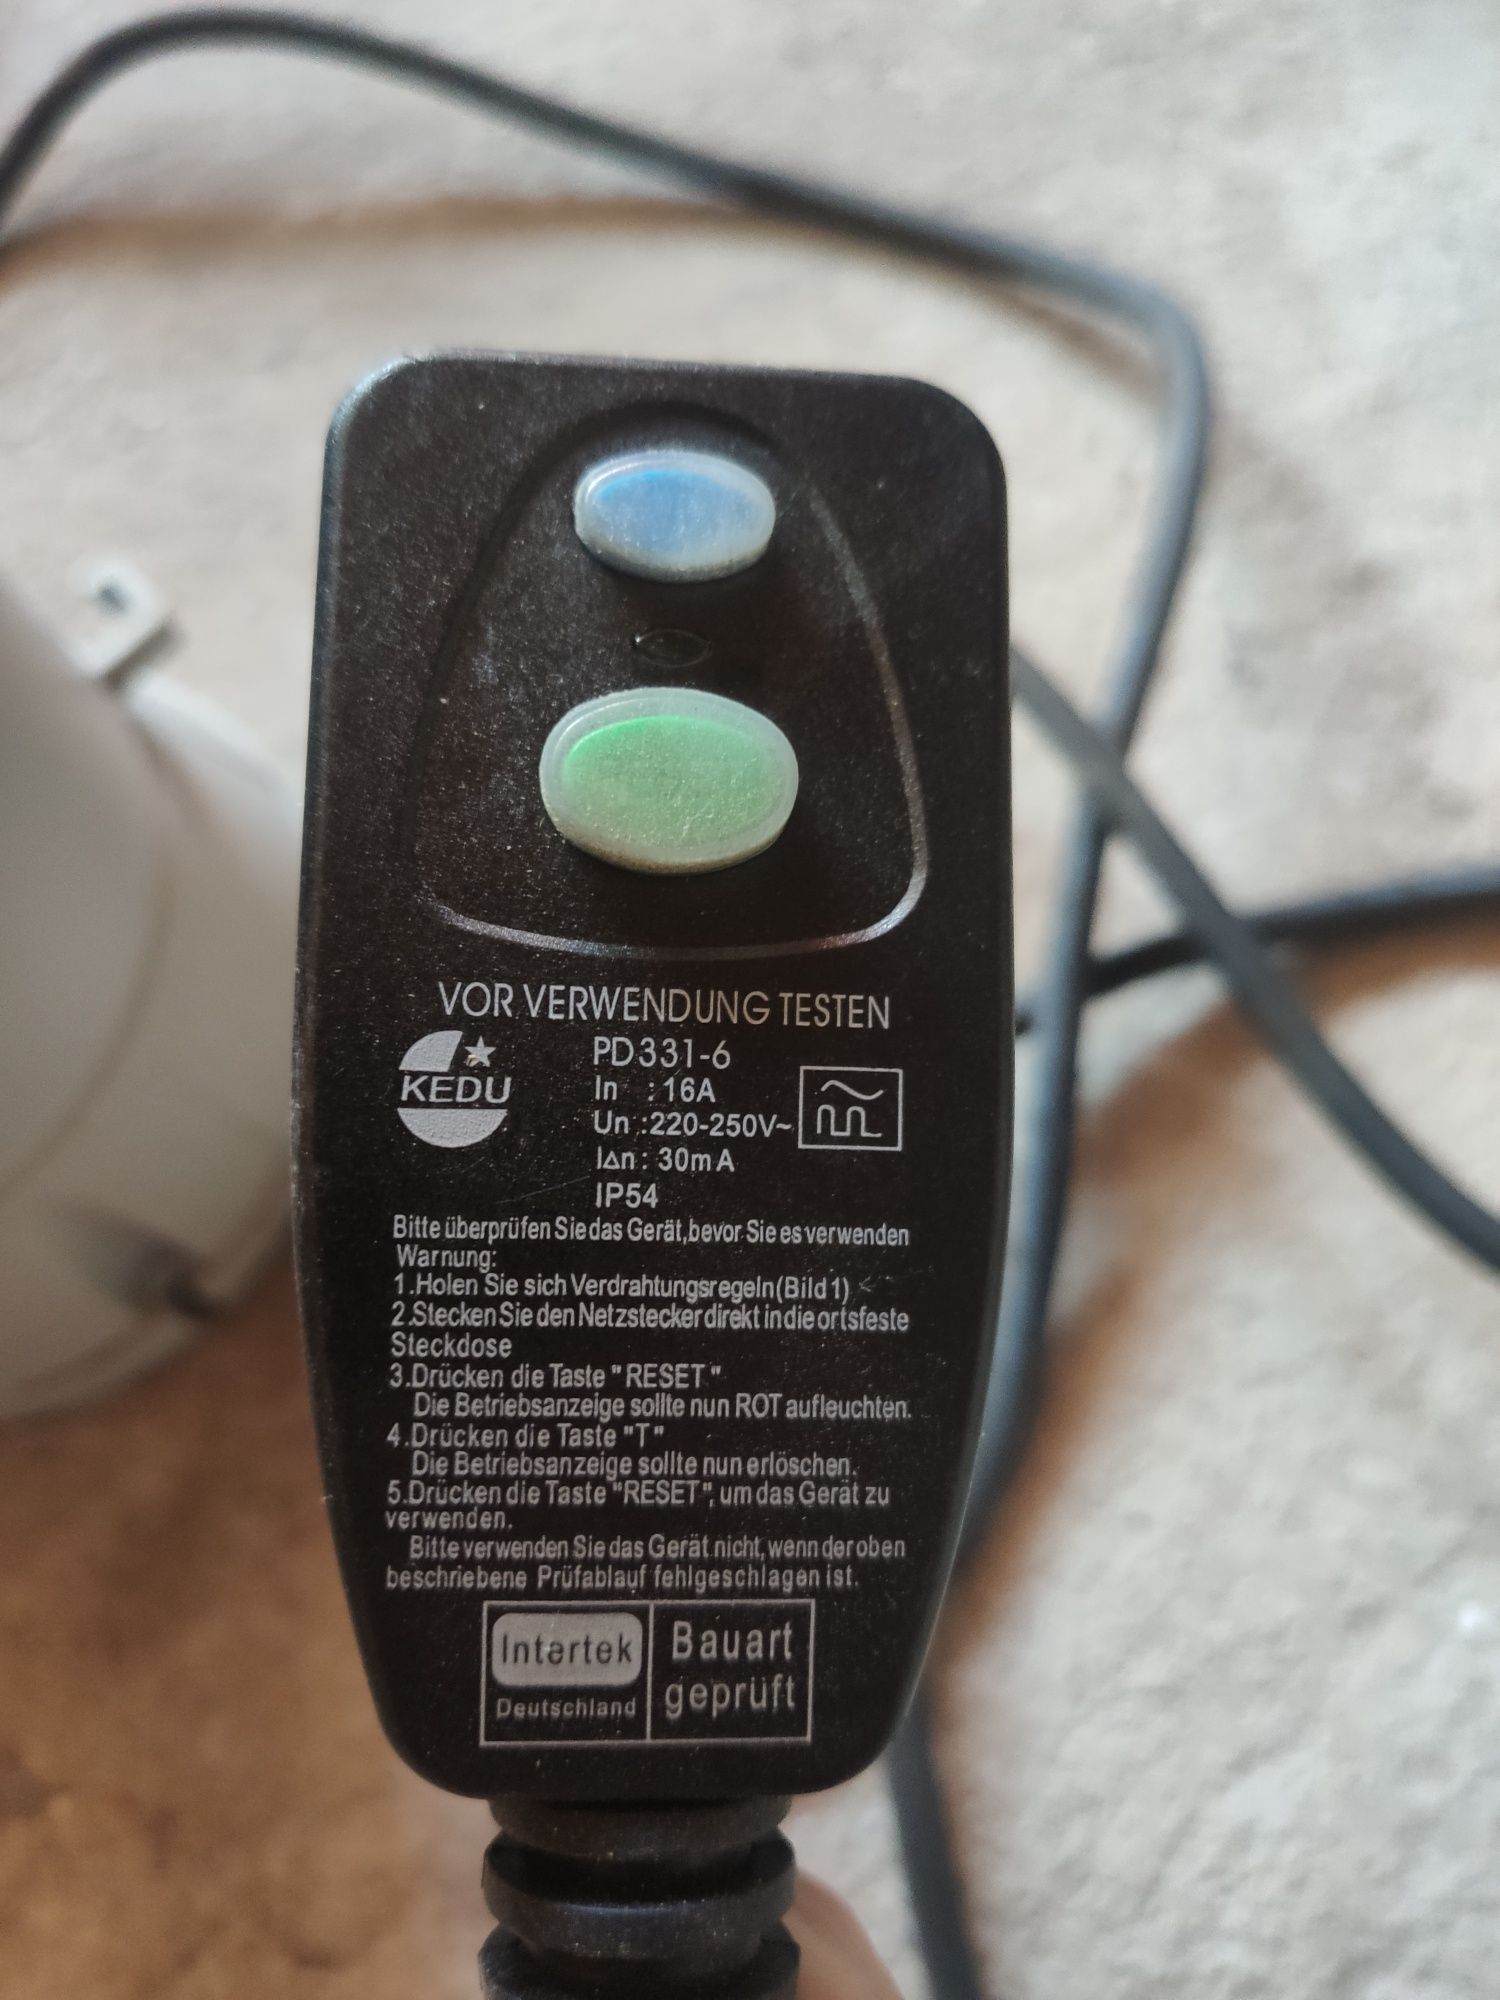 VOR VERWENDUNG TESTEN
KEDU
PD331-6
In : 16A
Un :220-250V~
I∆n : 30mA
IP54
Bitte überprüfen Sie das Gerät,bevor Sie es verwenden
Warnung:
1.Holen Sie sich Verdrahtungsregeln(Bild 1)
2.Stecken Sie den Netzstecker direkt in die ortsfeste
Steckdose
3.Drücken die Taste "RESET"
Die Betriebsanzeige sollte nun ROT aufleuchten.
4.Drücken die Taste "T"
Die Betriebsanzeige sollte nun erlöschen.
5.Drücken die Taste "RESET", um das Gerät zu
verwenden.
Bitte verwenden Sie das Gerät nicht, wenn der oben
beschriebene Prüfablauf fehlgeschlagen ist.
Intertek
Deutschland
Bauart
geprüft